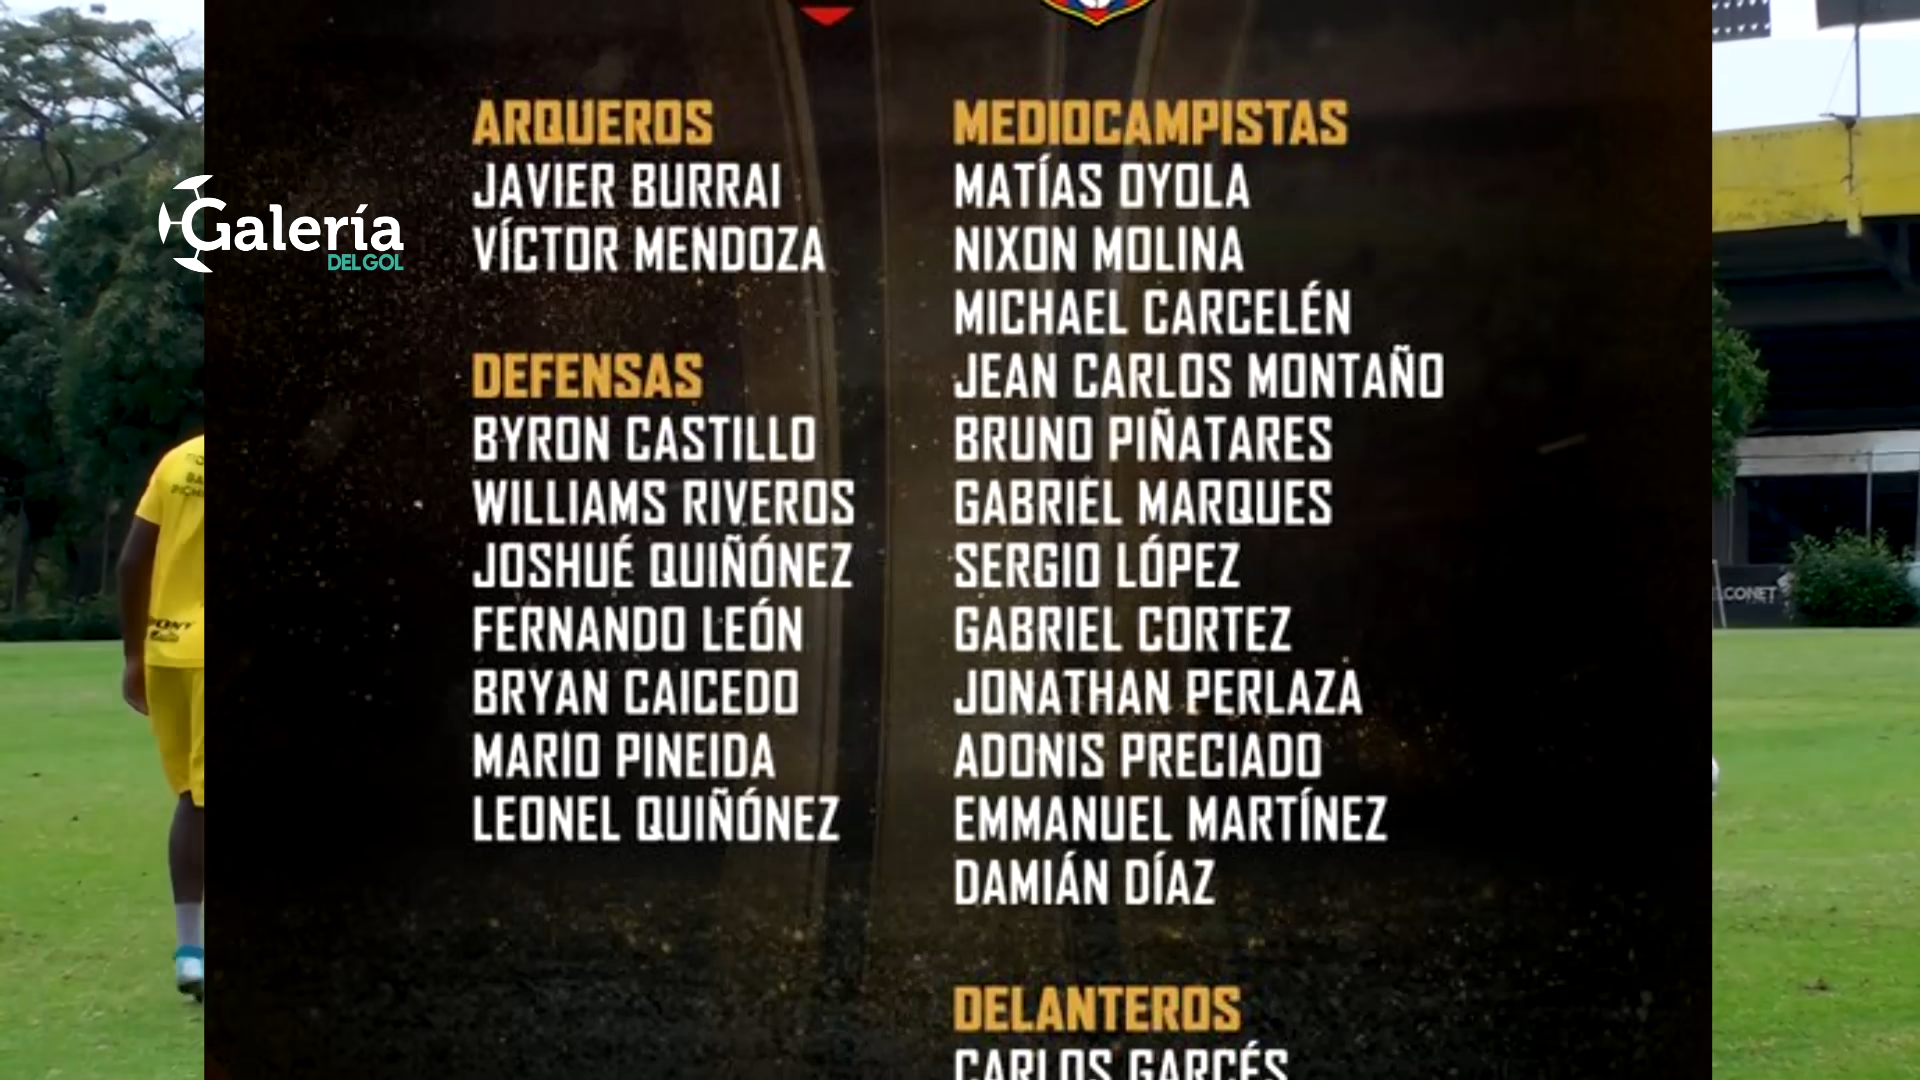 Galería
DEL GOL
ARQUEROS
JAVIER BURRAI
VÍCTOR MENDOZA
DEFENSAS
BYRON CASTILLO
WILLIAMS RIVEROS
JOSHUÉ QUIÑÓNEZ
FERNANDO LEÓN
BRYAN CAICEDO
MARIO PINEIDA
LEONEL QUIÑÓNEZ
MEDIOCAMPISTAS
MATÍAS OYOLA
NIXON MOLINA
MICHAEL CARCELÉN
JEAN CARLOS MONTAÑO
BRUNO PIÑATARES
GABRIEL MARQUES
SERGIO LÓPEZ
GABRIEL CORTEZ
JONATHAN PERLAZA
ADONIS PRECIADO
EMMANUEL MARTÍNEZ
DAMIÁN DÍAZ
DELANTEROS
CARLOS GARCÉS